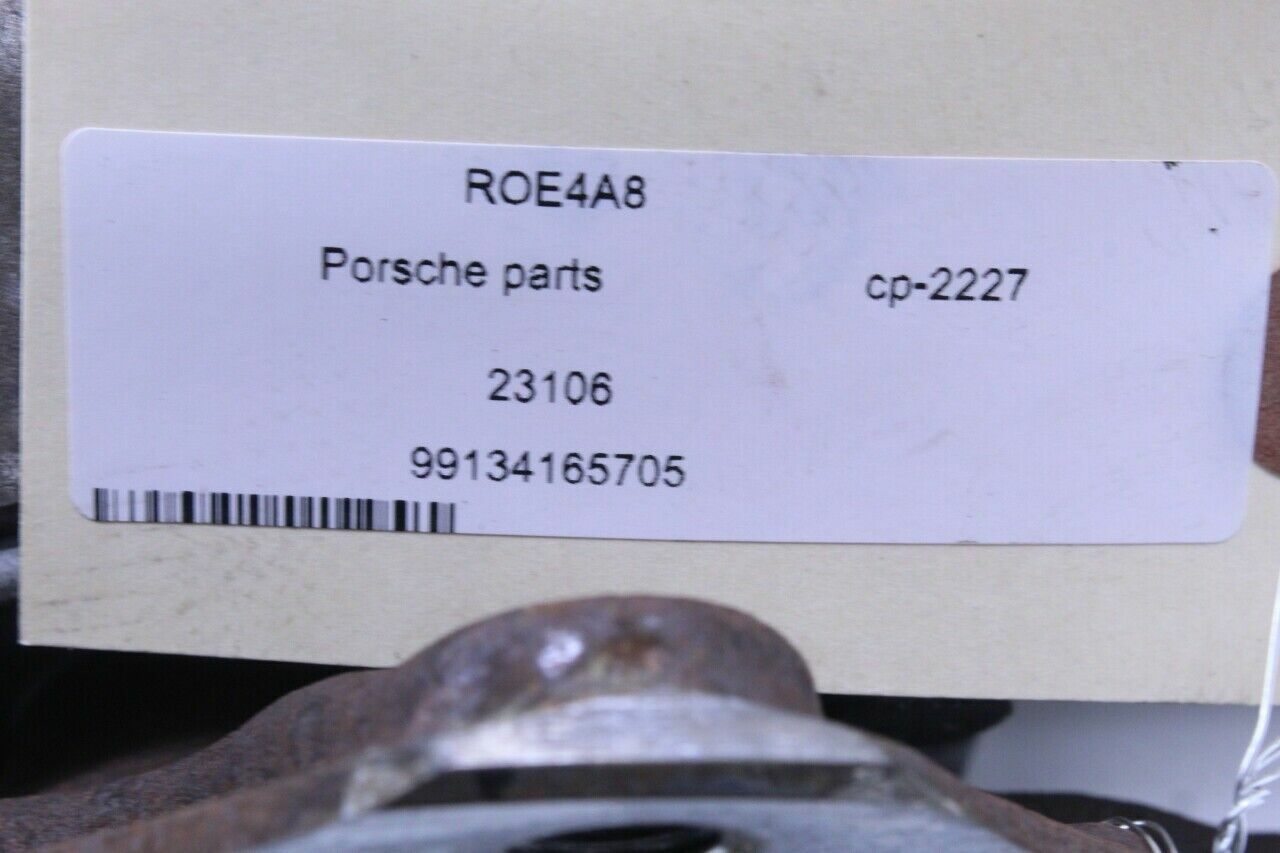 ROE4A8
Porsche parts cp-2227
23106
99134165705